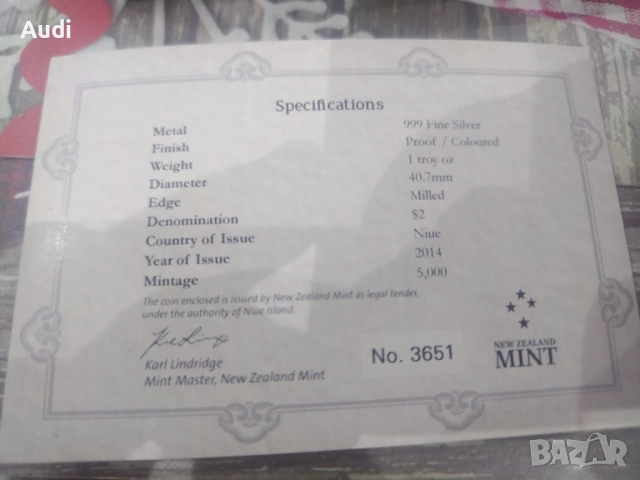 Audi
Specifications
Metal 999 Fine Silver
Finish Proof / Coloured
Weight 1 troy oz
Diameter 40.7mm
Edge Milled
Denomination $2
Country of Issue Niue
Year of Issue 2014
Mintage 5,000
The coin enclosed is issued by New Zealand Mint as legal tender,
under the authority of Niue Island.
Karl Lindridge
Mint Master, New Zealand Mint
No. 3651
NEW ZEALAND
MINT
BAZAR
bg